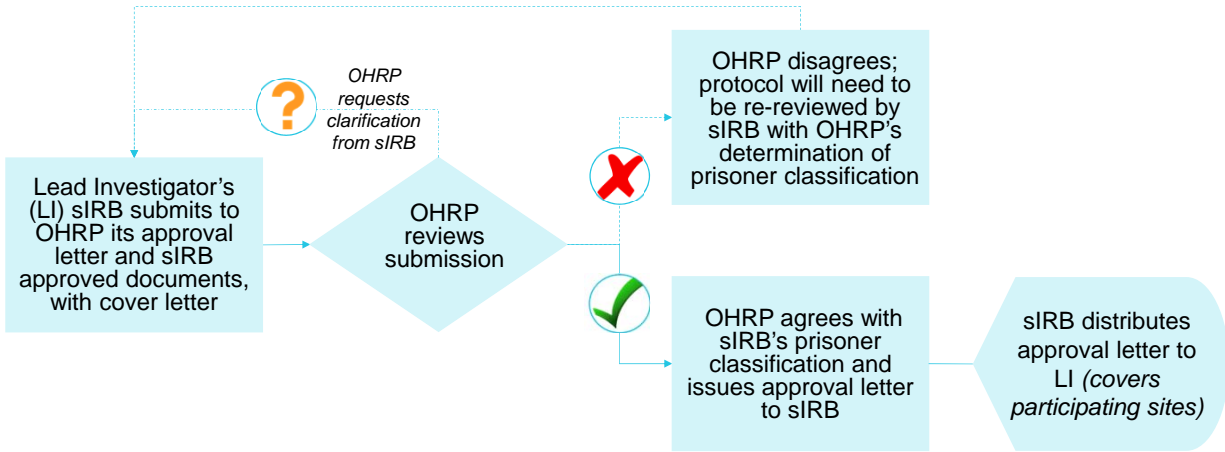 OHRP
requests
clarification
from sIRB
Lead Investigator's
(LI) sIRB submits to
OHRP its approval
letter and sIRB
approved documents,
with cover letter
OHRP
reviews
submission
OHRP disagrees;
protocol will need to
be re-reviewed by
sIRB with OHRP's
determination of
prisoner classification
OHRP agrees with
sIRB's prisoner
classification and
issues approval letter
to sIRB
sIRB distributes
approval letter to
LI (covers
participating sites)